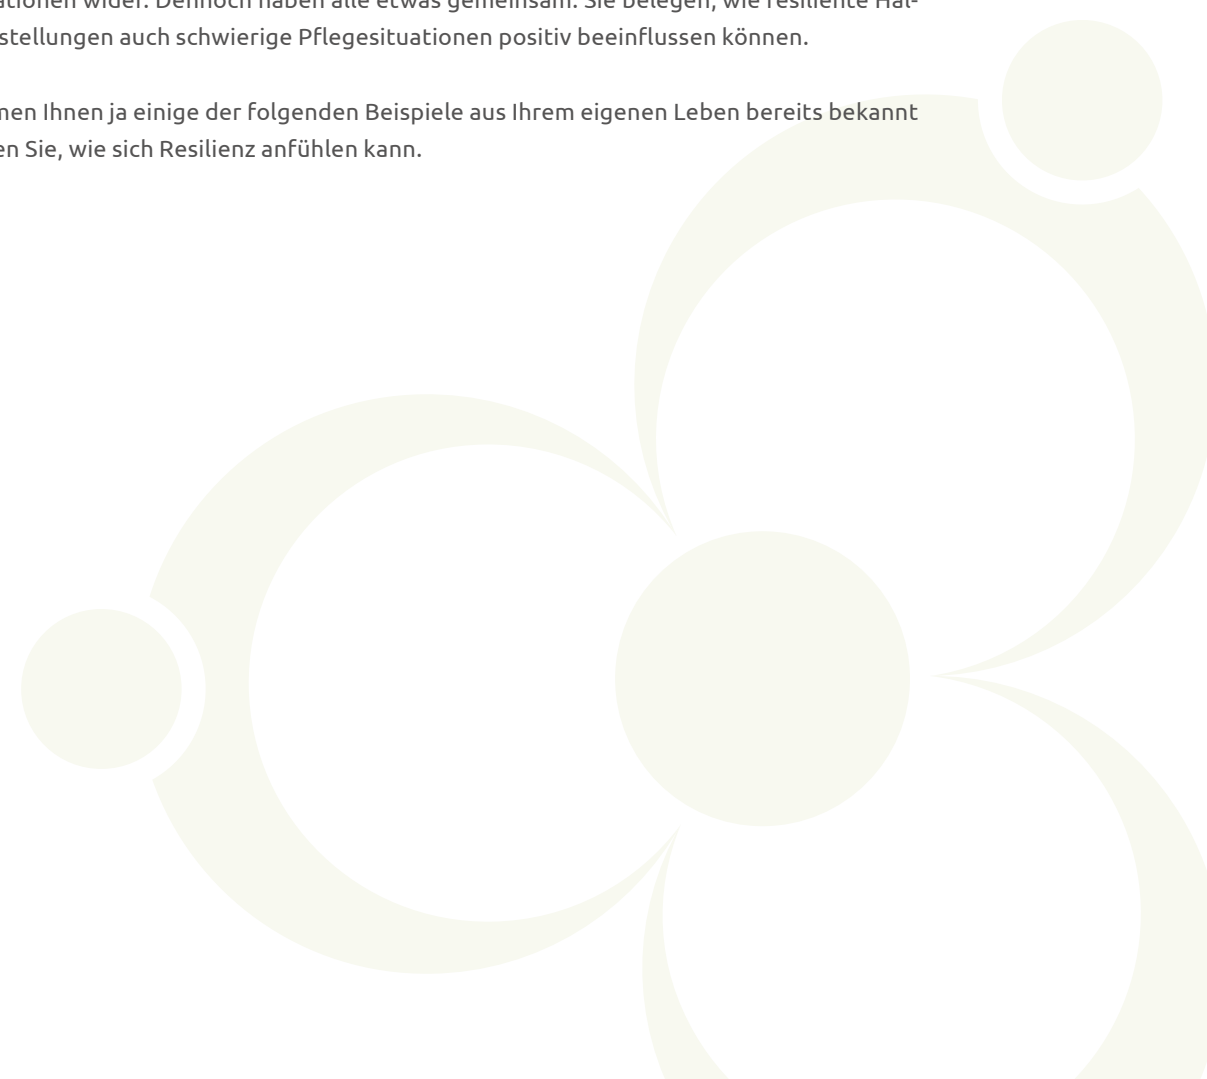 ationen wider. Dennoch haben alle etwas gemeinsam: Sie belegen, wie resiliente Hal-
stellungen auch schwierige Pflegesituationen positiv beeinflussen können.
men Ihnen ja einige der folgenden Beispiele aus Ihrem eigenen Leben bereits bekannt
en Sie, wie sich Resilienz anfühlen kann.